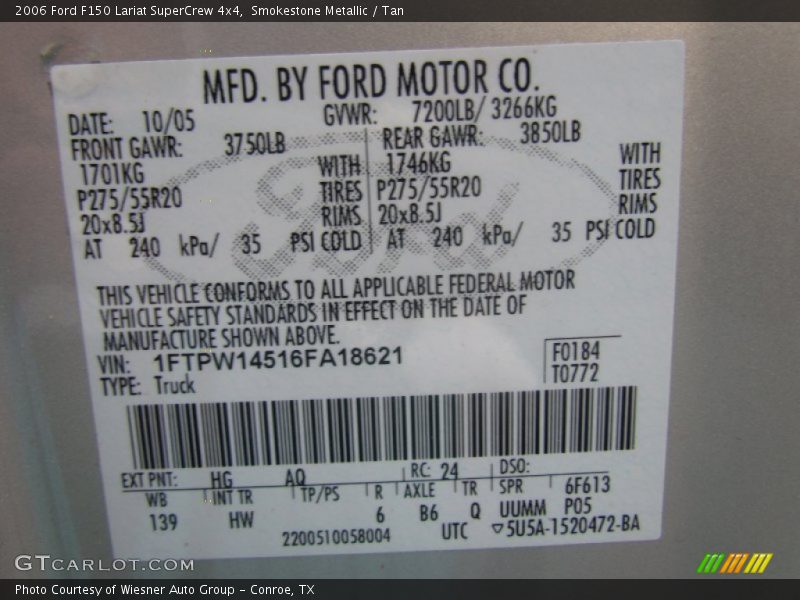 2006 Ford F150 Lariat SuperCrew 4x4, Smokestone Metallic / Tan
MFD. BY FORD MOTOR CO.
DATE: 10/05 GVWR: 7200LB/ 3266KG
FRONT GAWR: 3750LB REAR GAWR: 3850LB
1701KG WITH 1746KG WITH
P275/55R20 TIRES P275/55R20 TIRES
20x8.5J RIMS 20x8.5J RIMS
AT 240 kPa/ 35 PSI COLD AT 240 kPa/ 35 PSI COLD
Ford
THIS VEHICLE CONFORMS TO ALL APPLICABLE FEDERAL MOTOR
VEHICLE SAFETY STANDARDS IN EFFECT ON THE DATE OF
MANUFACTURE SHOWN ABOVE.
VIN: 1FTPW14516FA18621 F0184
TYPE: Truck T0772
EXT PNT: HG AQ RC: 24 DSO:
WB INT TR TP/PS R AXLE TR SPR 6F613
139 HW 6 B6 Q UUMM P05
2200510058004 UTC ▽5U5A-1520472-BA
GTCARLOT.COM
Photo Courtesy of Wiesner Auto Group - Conroe, TX